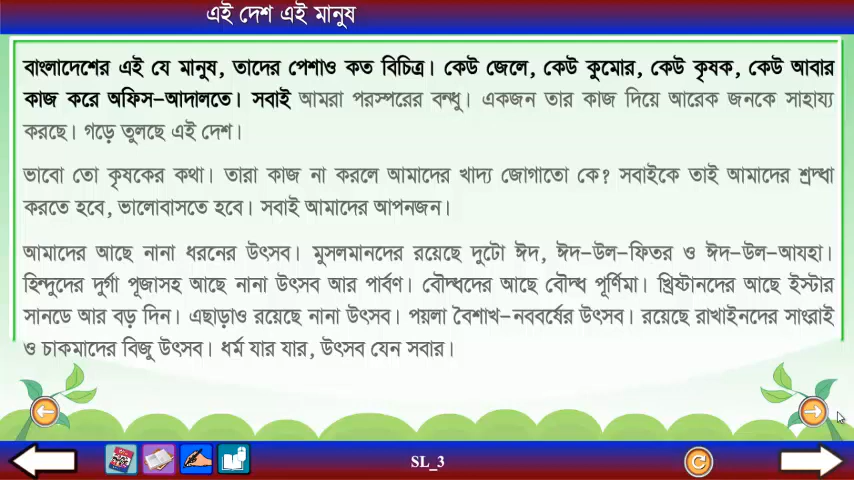 এই দেশ এই মানুষ
বাংলাদেশের এই যে মানুষ, তাদের পেশাও কত বিচিত্র। কেউ জেলে, কেউ কুমোর, কেউ কৃষক, কেউ আবার
কাজ করে অফিস-আদালতে। সবাই আমরা পরস্পরের বন্ধু। একজন তার কাজ দিয়ে আরেক জনকে সাহায্য
করছে। গড়ে তুলছে এই দেশ।
ভাবো তো কৃষকের কথা। তারা কাজ না করলে আমাদের খাদ্য জোগাতো কে? সবাইকে তাই আমাদের শ্রদ্ধা
করতে হবে, ভালোবাসতে হবে। সবাই আমাদের আপনজন।
আমাদের আছে নানা ধরনের উৎসব। মুসলমানদের রয়েছে দুটো ঈদ, ঈদ-উল-ফিতর ও ঈদ-উল-আযহা।
হিন্দুদের দুর্গা পূজাসহ আছে নানা উৎসব আর পার্বণ। বৌদ্ধদের আছে বৌদ্ধ পূর্ণিমা। খ্রিষ্টানদের আছে ইস্টার
সানডে আর বড় দিন। এছাড়াও রয়েছে নানা উৎসব। পয়লা বৈশাখ-নববর্ষের উৎসব। রয়েছে রাখাইনদের সাংরাই
ও চাকমাদের বিজু উৎসব। ধর্ম যার যার, উৎসব যেন সবার।
SL_3